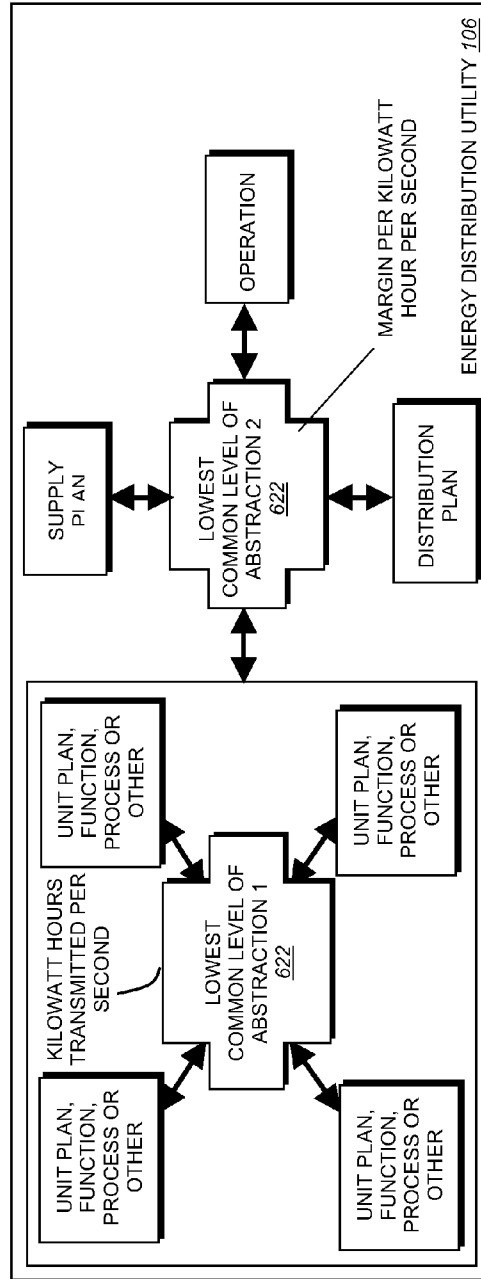 UNIT PLAN,
FUNCTION,
PROCESS OR
OTHER
KILOWATT HOURS
TRANSMITTED PER
SECOND
UNIT PLAN,
FUNCTION,
PROCESS OR
OTHER
LOWEST
COMMON LEVEL OF
ABSTRACTION 1
622
UNIT PLAN,
FUNCTION,
PROCESS OR
OTHER
UNIT PLAN,
FUNCTION,
PROCESS OR
OTHER
SUPPLY
PLAN
LOWEST
COMMON LEVEL OF
ABSTRACTION 2
622
OPERATION
MARGIN PER KILOWATT
HOUR PER SECOND
DISTRIBUTION
PLAN
ENERGY DISTRIBUTION UTILITY 106